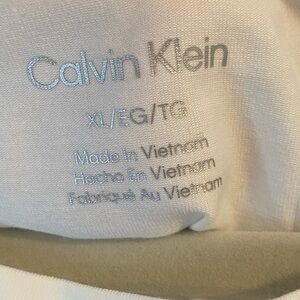 Calvin Klein
XL/EG/TG
Made In Vietnam
Hecho En Vietnam
Fabriqué Au Vietnam